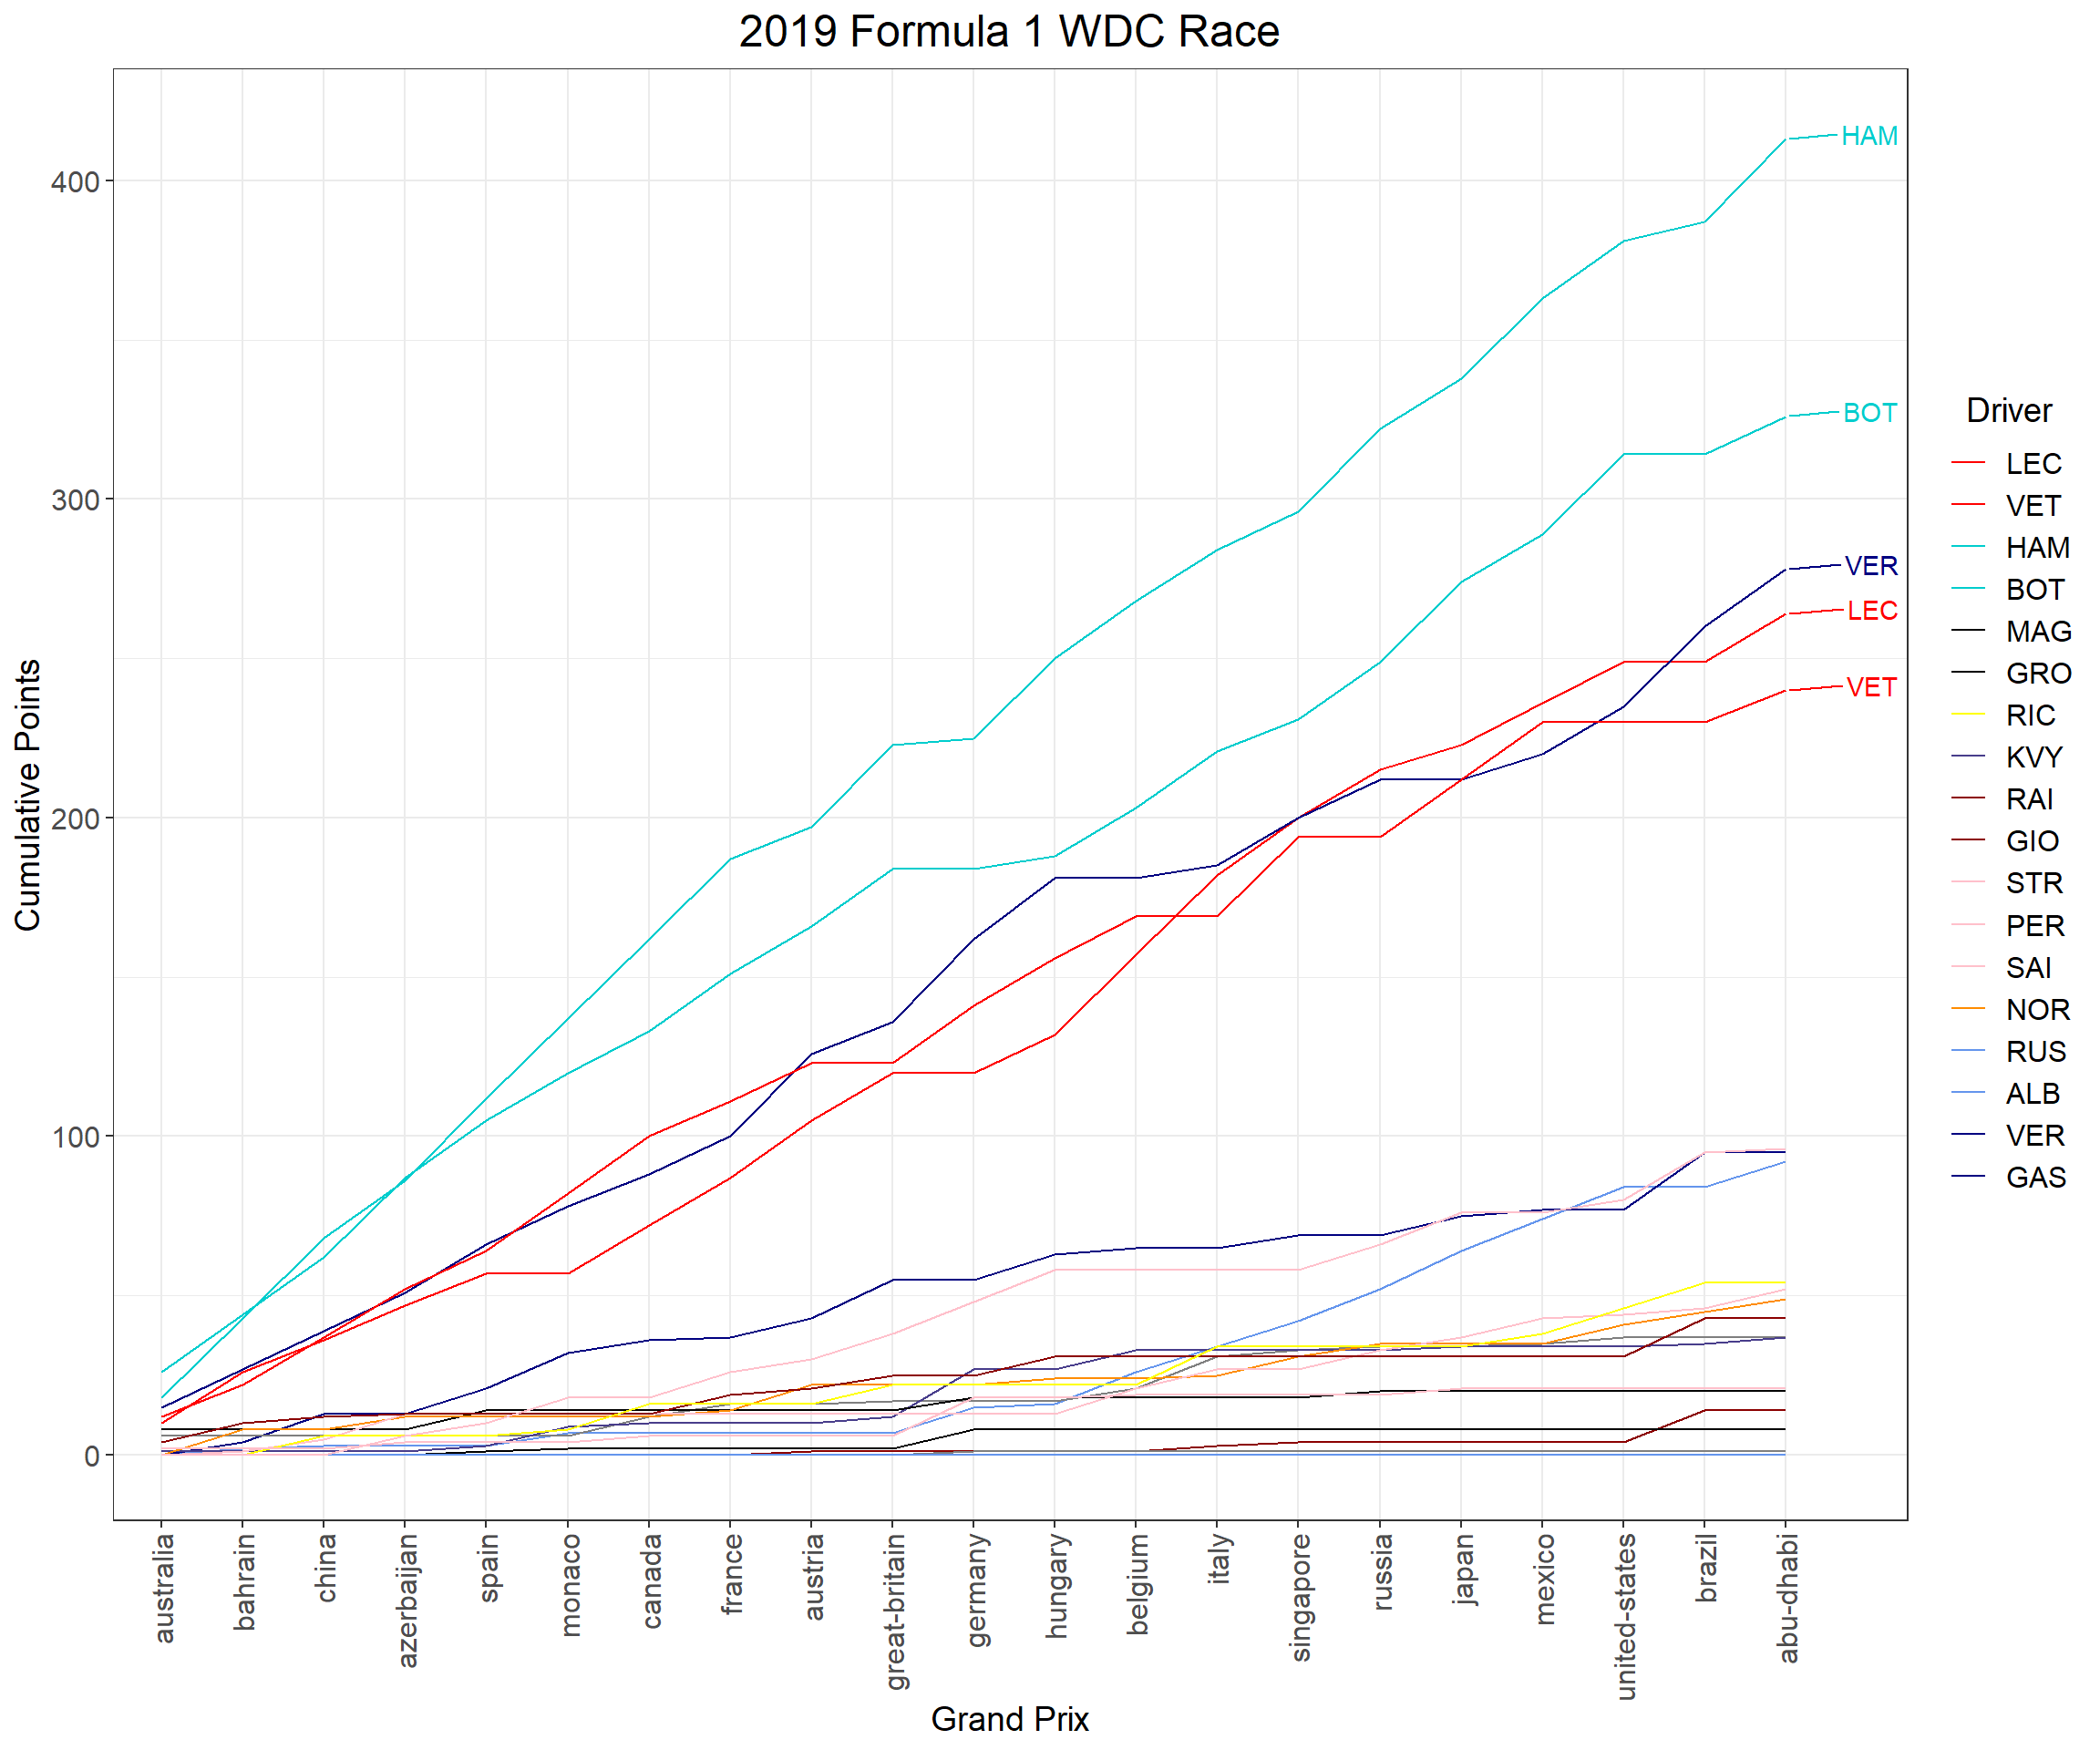 2019 Formula 1 WDC Race
Cumulative Points
400
300
200
100
0
HAM
BOT
VER
LEC
VET
australia
bahrain
china
azerbaijan
spain
monaco
canada
france
austria
great-britain
germany
hungary
belgium
italy
singapore
russia
japan
mexico
united-states
brazil
abu-dhabi
Grand Prix
Driver
LEC
VET
HAM
BOT
MAG
GRO
RIC
KVY
RAI
GIO
STR
PER
SAI
NOR
RUS
ALB
VER
GAS